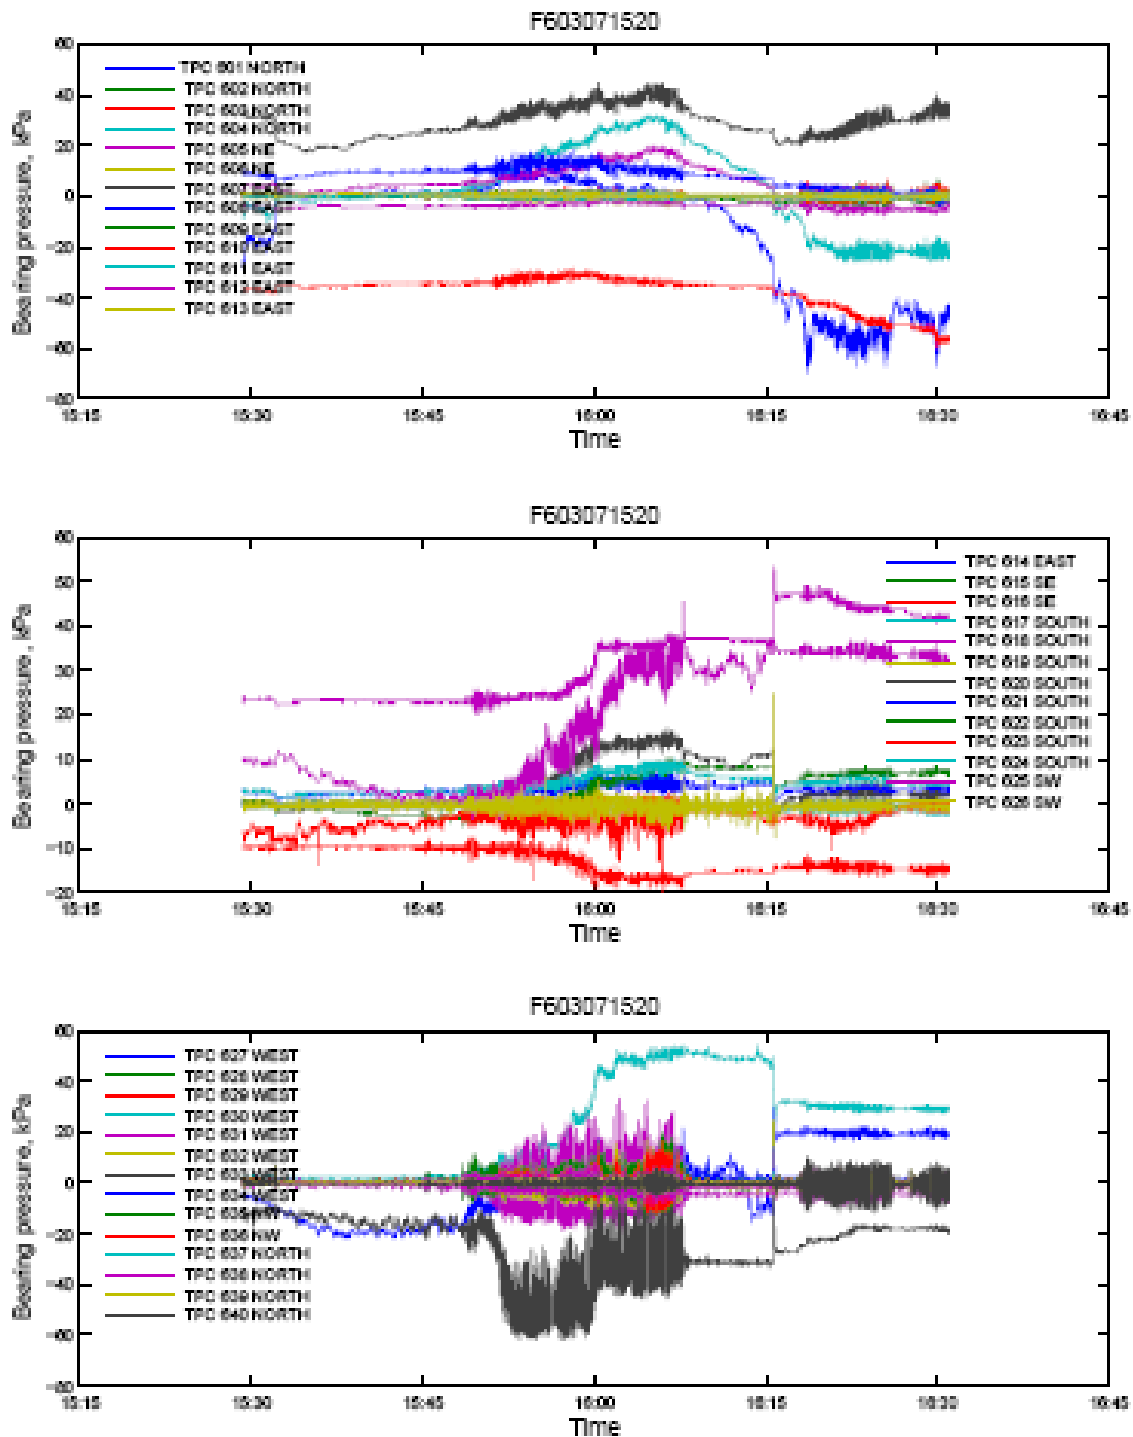 F603071520
Bearing pressure, kPa
60
40
20
0
−20
−40
−60
−80
TPC 601 NORTH
TPC 602 NORTH
TPC 603 NORTH
TPC 604 NORTH
TPC 605 NE
TPC 606 NE
TPC 607 EAST
TPC 608 EAST
TPC 609 EAST
TPC 610 EAST
TPC 611 EAST
TPC 612 EAST
TPC 613 EAST
15:15 15:30 15:45 16:00 16:15 16:30 16:45
Time
F603071520
Bearing pressure, kPa
60
50
40
30
20
10
0
−10
−20
TPC 614 EAST
TPC 615 SE
TPC 616 SE
TPC 617 SOUTH
TPC 618 SOUTH
TPC 619 SOUTH
TPC 620 SOUTH
TPC 621 SOUTH
TPC 622 SOUTH
TPC 623 SOUTH
TPC 624 SOUTH
TPC 625 SW
TPC 626 SW
15:15 15:30 15:45 16:00 16:15 16:30 16:45
Time
F603071520
Bearing pressure, kPa
60
40
20
0
−20
−40
−60
−80
TPC 627 WEST
TPC 628 WEST
TPC 629 WEST
TPC 630 WEST
TPC 631 WEST
TPC 632 WEST
TPC 633 WEST
TPC 634 WEST
TPC 635 NW
TPC 636 NW
TPC 637 NORTH
TPC 638 NORTH
TPC 639 NORTH
TPC 640 NORTH
15:15 15:30 15:45 16:00 16:15 16:30 16:45
Time